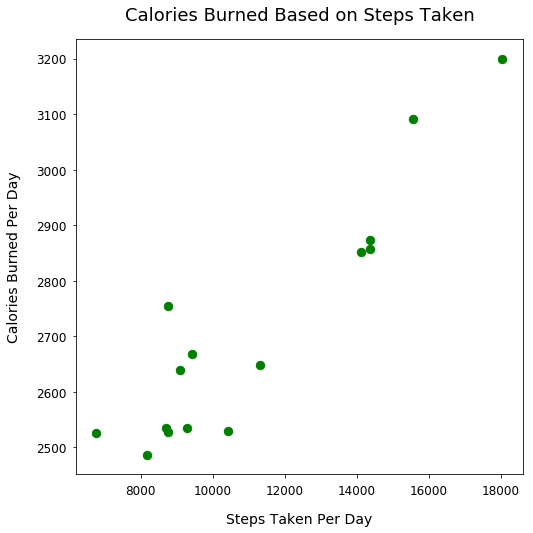 Calories Burned Based on Steps Taken
3200
3100
3000
2900
2800
2700
2600
2500
Calories Burned Per Day
8000 10000 12000 14000 16000 18000
Steps Taken Per Day